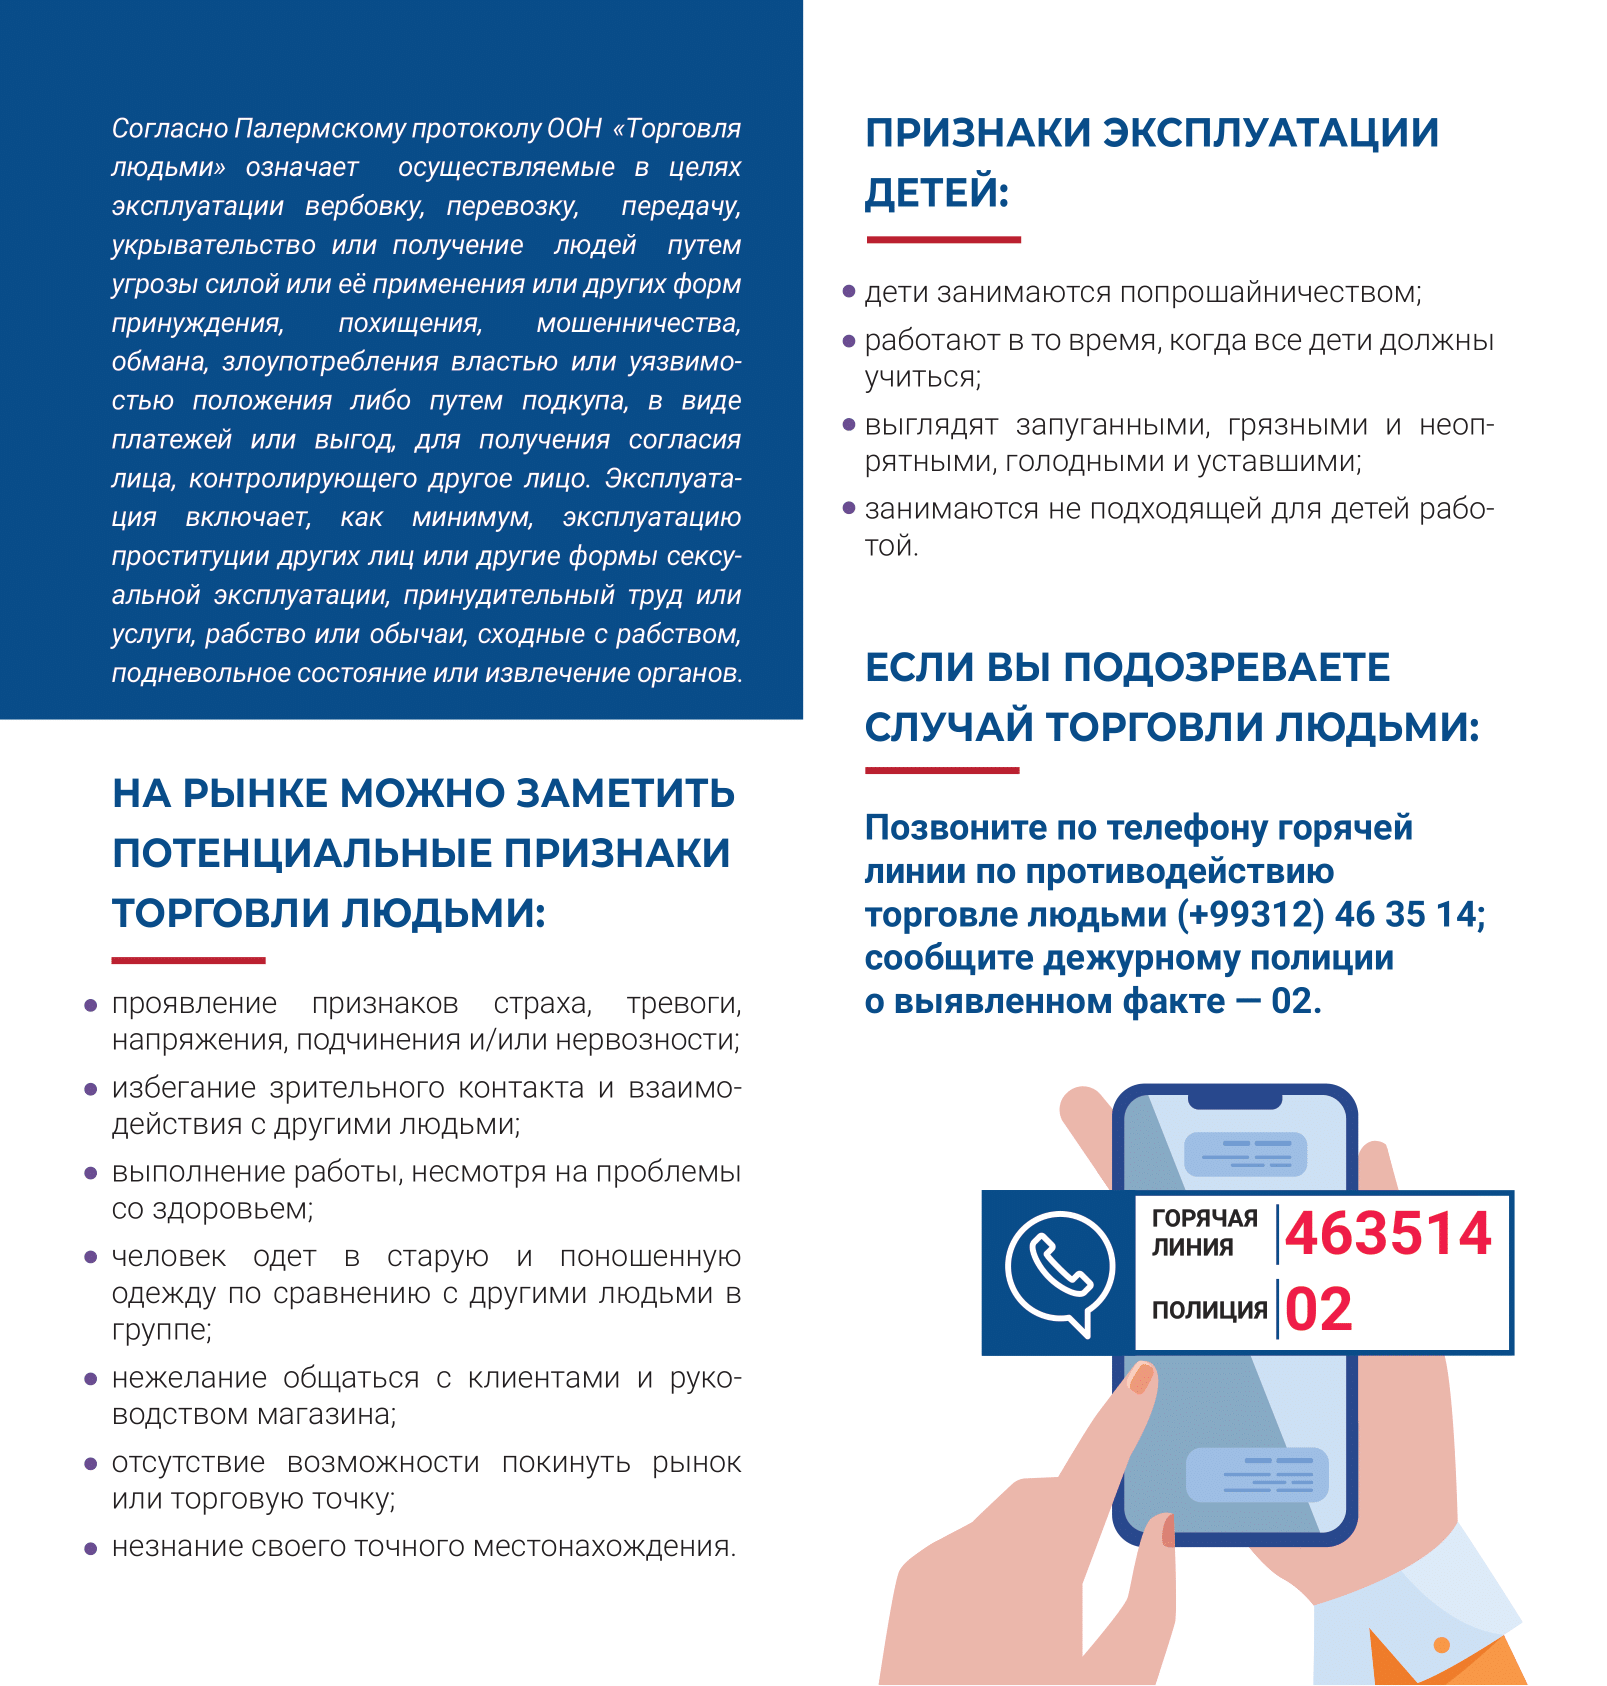 Согласно Палермскому протоколу ООН «Торговля
людьми» означает осуществляемые в целях
эксплуатации вербовку, перевозку, передачу,
укрывательство или получение людей путем
угрозы силой или её применения или других форм
принуждения, похищения, мошенничества,
обмана, злоупотребления властью или уязвимо-
стью положения либо путем подкупа, в виде
платежей или выгод, для получения согласия
лица, контролирующего другое лицо. Эксплуата-
ция включает, как минимум, эксплуатацию
проституции других лиц или другие формы сексу-
альной эксплуатации, принудительный труд или
услуги, рабство или обычаи, сходные с рабством,
подневольное состояние или извлечение органов.
НА РЫНКЕ МОЖНО ЗАМЕТИТЬ
ПОТЕНЦИАЛЬНЫЕ ПРИЗНАКИ
ТОРГОВЛИ ЛЮДЬМИ:
• проявление признаков страха, тревоги,
напряжения, подчинения и/или нервозности;
• избегание зрительного контакта и взаимо-
действия с другими людьми;
• выполнение работы, несмотря на проблемы
со здоровьем;
• человек одет в старую и поношенную
одежду по сравнению с другими людьми в
группе;
• нежелание общаться с клиентами и руко-
водством магазина;
• отсутствие возможности покинуть рынок
или торговую точку;
• незнание своего точного местонахождения.
ПРИЗНАКИ ЭКСПЛУАТАЦИИ
ДЕТЕЙ:
• дети занимаются попрошайничеством;
• работают в то время, когда все дети должны
учиться;
• выглядят запуганными, грязными и неоп-
рятными, голодными и уставшими;
• занимаются не подходящей для детей рабо-
той.
ЕСЛИ ВЫ ПОДОЗРЕВАЕТЕ
СЛУЧАЙ ТОРГОВЛИ ЛЮДЬМИ:
Позвоните по телефону горячей
линии по противодействию
торговле людьми (+99312) 46 35 14;
сообщите дежурному полиции
о выявленном факте — 02.
ГОРЯЧАЯ
ЛИНИЯ
463514
ПОЛИЦИЯ
02